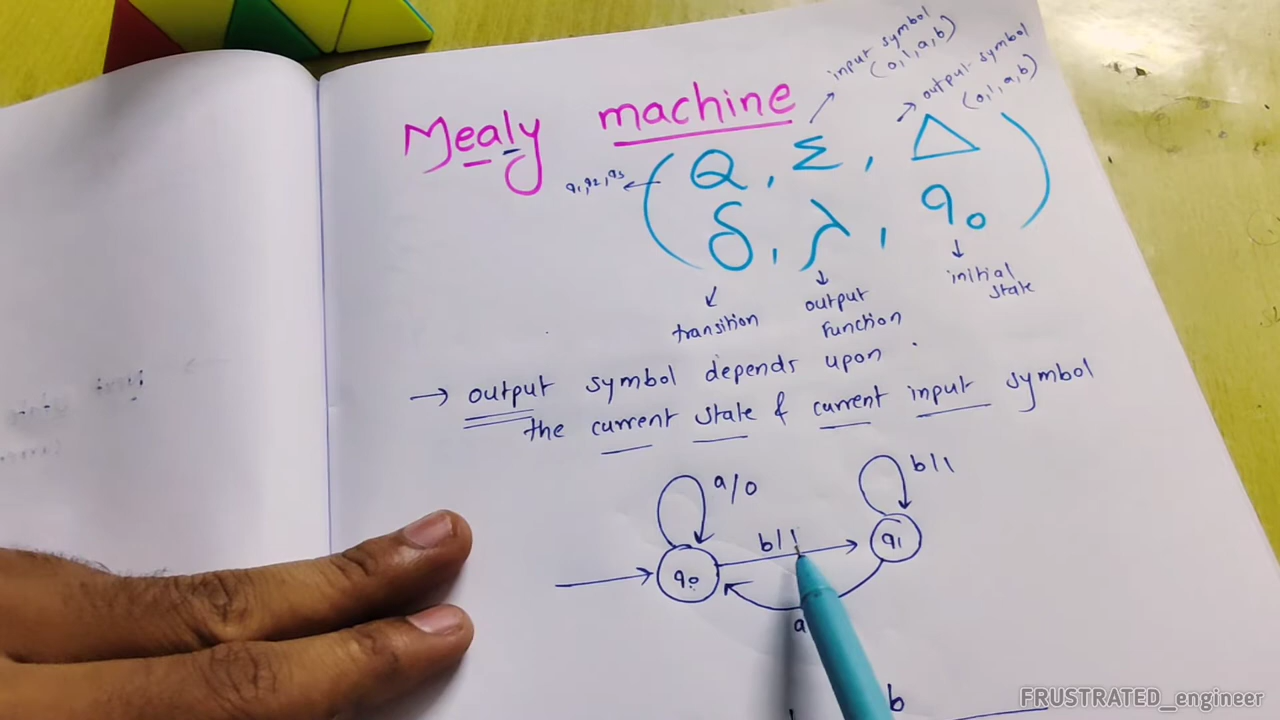 input symbol
(0,1,a,b)
output symbol
(0,1,a,b)
Mealy machine
(Q, Σ, Δ
q1,q2,q3
δ, λ, q0)
transition
output
function
initial
state
→ output symbol depends upon
the current state & current input symbol
a/0
b/1
b/1
q0
q1
a
b
FRUSTRATED_engineer